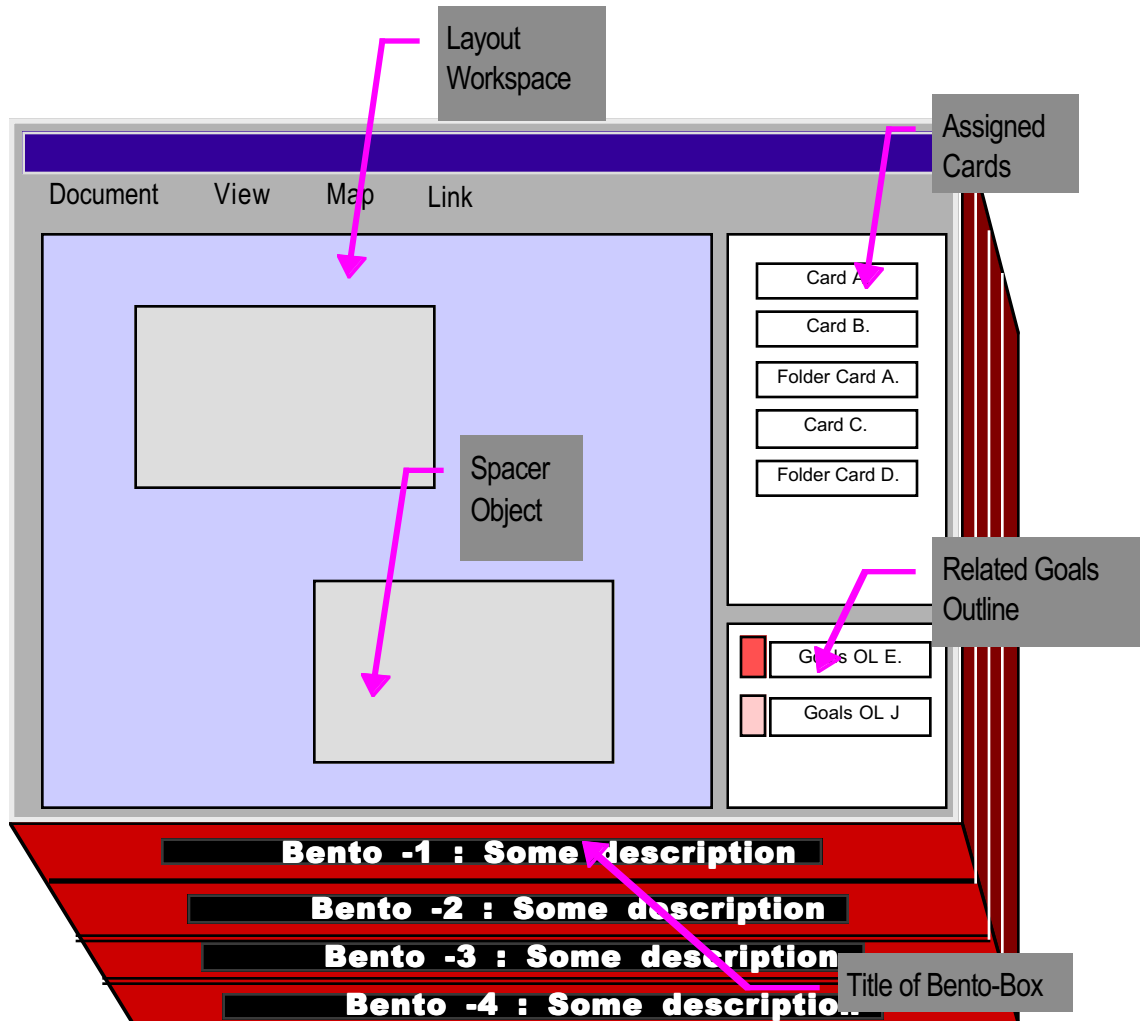 Layout
Workspace
Assigned
Cards
Document View Map Link
Card A.
Card B.
Folder Card A.
Card C.
Folder Card D.
Spacer
Object
Related Goals
Outline
Goals OL E.
Goals OL J
Bento -1 : Some description
Bento -2 : Some description
Bento -3 : Some description
Title of Bento-Box
Bento -4 : Some description